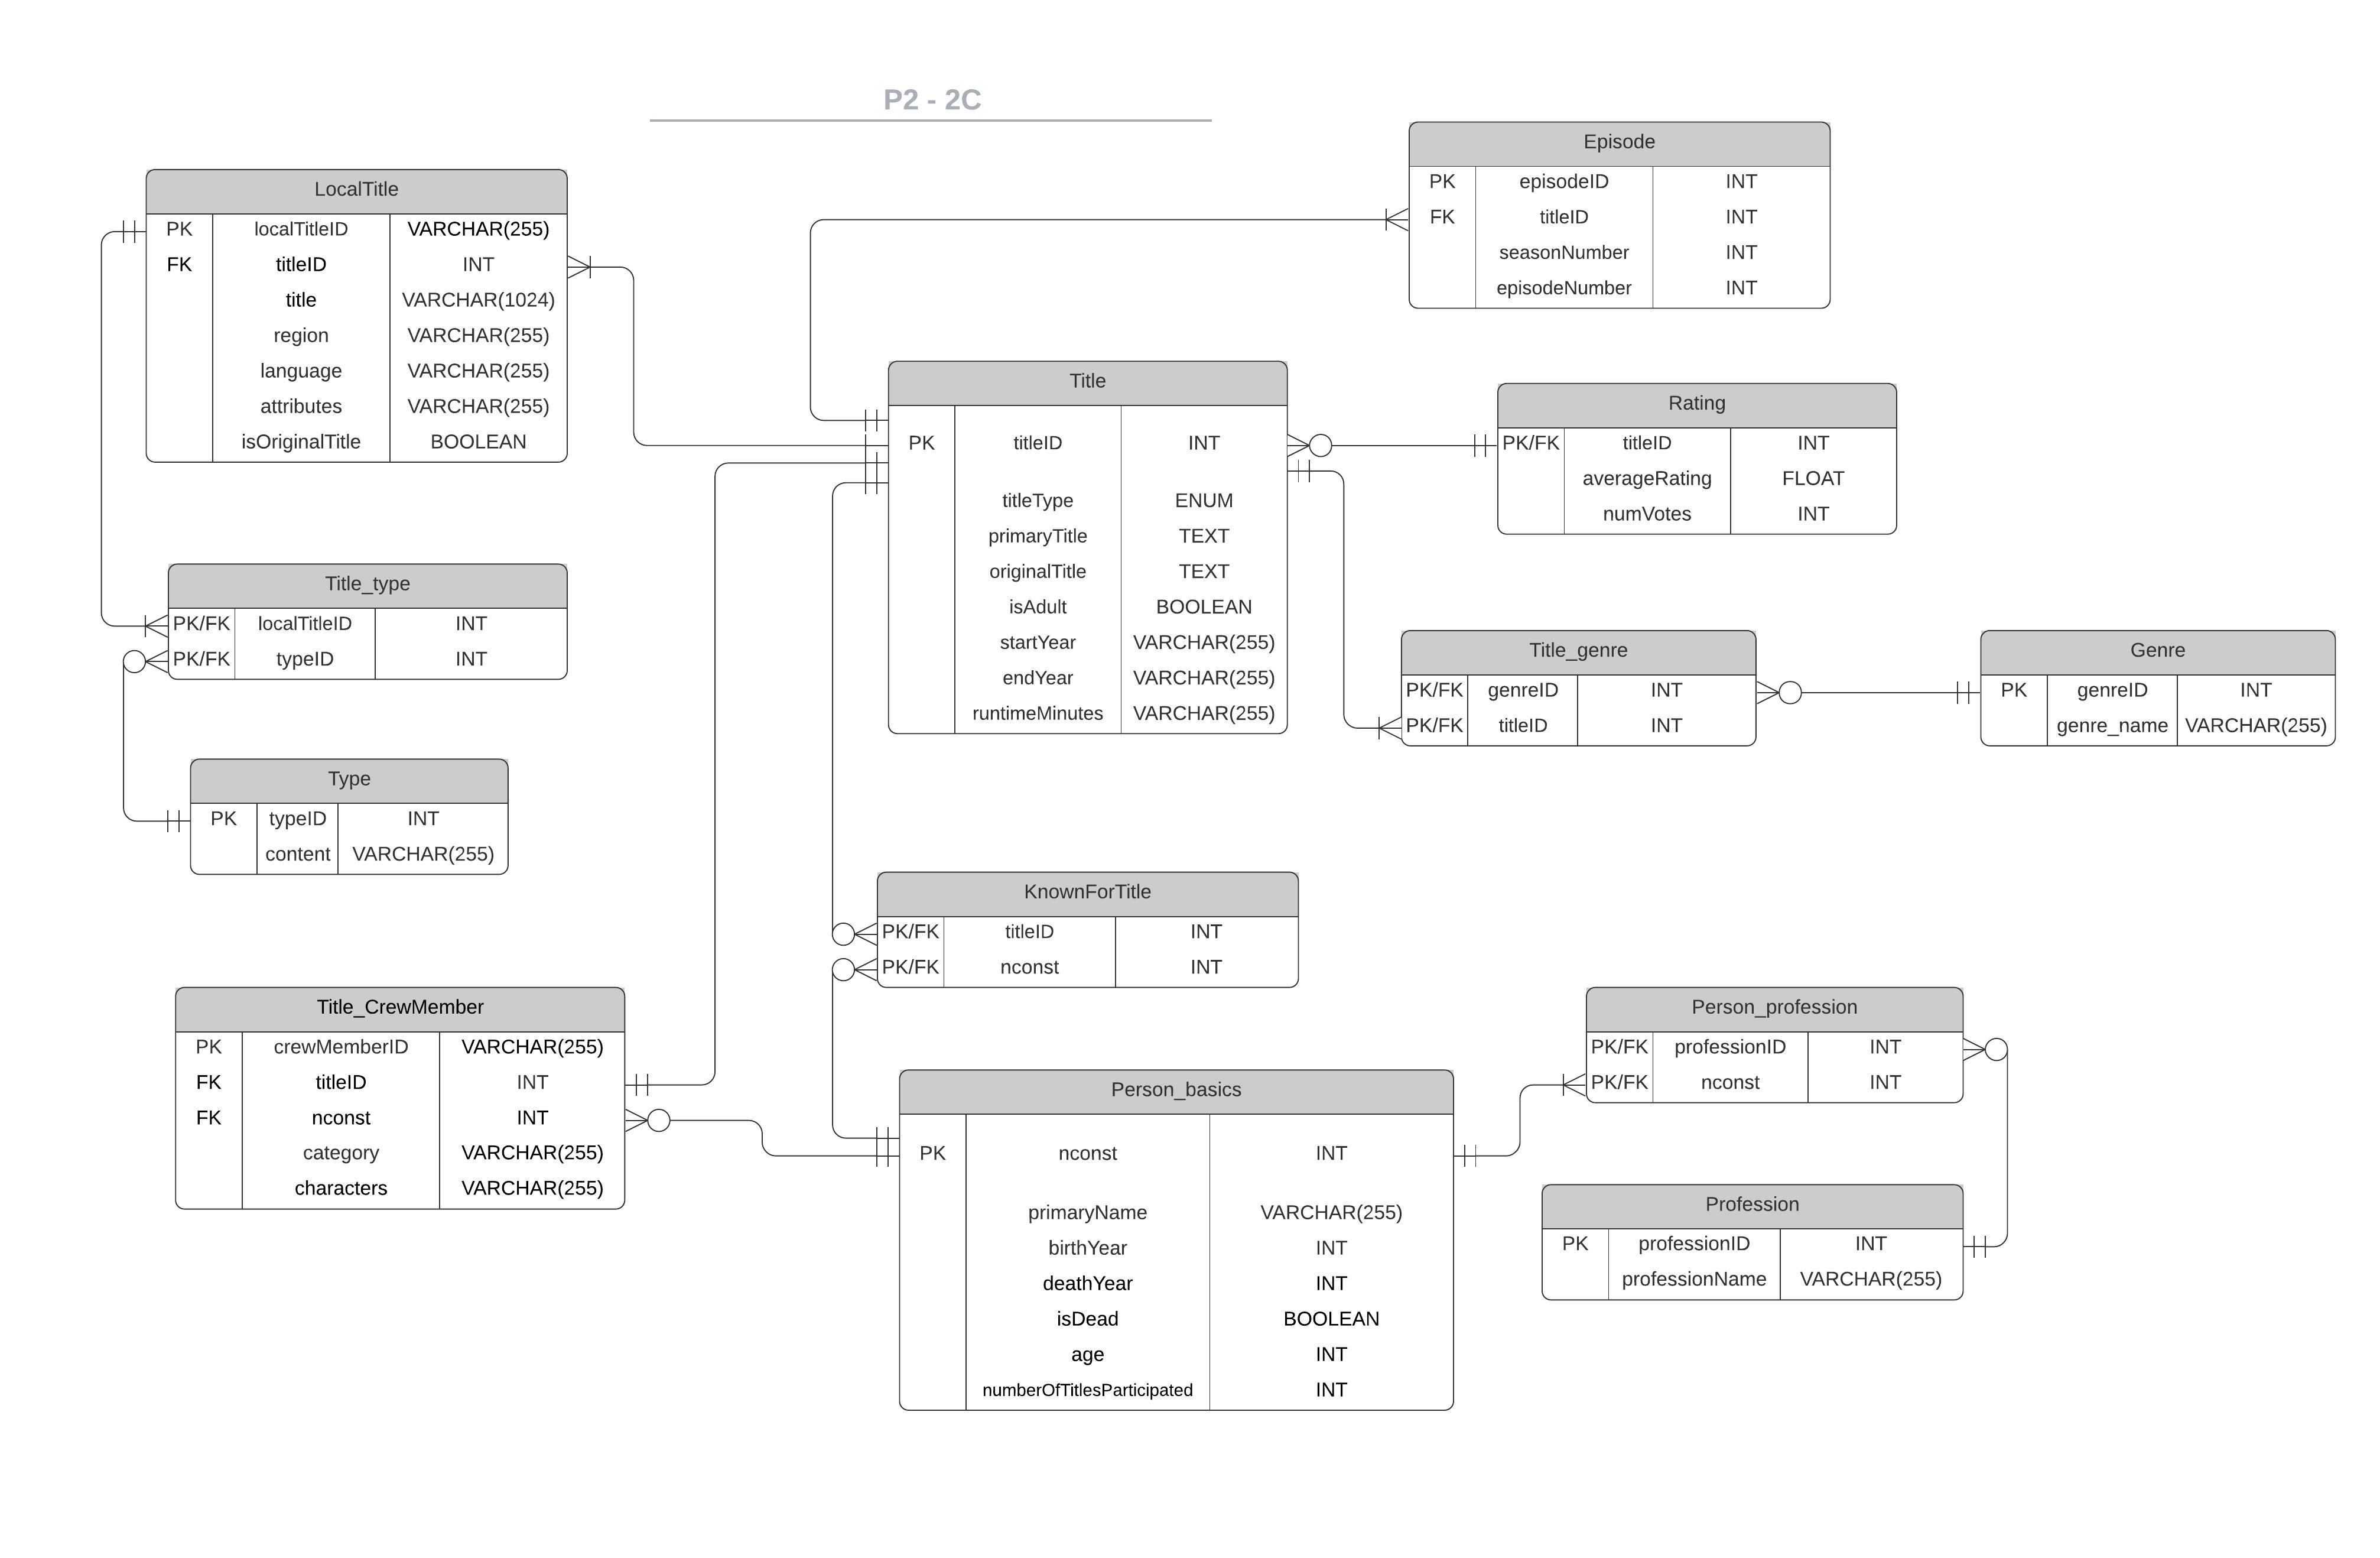 P2 - 2C
LocalTitle
PK localTitleID VARCHAR(255)
FK titleID INT
title VARCHAR(1024)
region VARCHAR(255)
language VARCHAR(255)
attributes VARCHAR(255)
isOriginalTitle BOOLEAN
Episode
PK episodeID INT
FK titleID INT
seasonNumber INT
episodeNumber INT
Title
PK titleID INT
titleType ENUM
primaryTitle TEXT
originalTitle TEXT
isAdult BOOLEAN
startYear VARCHAR(255)
endYear VARCHAR(255)
runtimeMinutes VARCHAR(255)
Rating
PK/FK titleID INT
averageRating FLOAT
numVotes INT
Title_type
PK/FK localTitleID INT
PK/FK typeID INT
Title_genre
PK/FK genreID INT
PK/FK titleID INT
Genre
PK genreID INT
genre_name VARCHAR(255)
Type
PK typeID INT
content VARCHAR(255)
KnownForTitle
PK/FK titleID INT
PK/FK nconst INT
Title_CrewMember
PK crewMemberID VARCHAR(255)
FK titleID INT
FK nconst INT
category VARCHAR(255)
characters VARCHAR(255)
Person_basics
PK nconst INT
primaryName VARCHAR(255)
birthYear INT
deathYear INT
isDead BOOLEAN
age INT
numberOfTitlesParticipated INT
Person_profession
PK/FK professionID INT
PK/FK nconst INT
Profession
PK professionID INT
professionName VARCHAR(255)